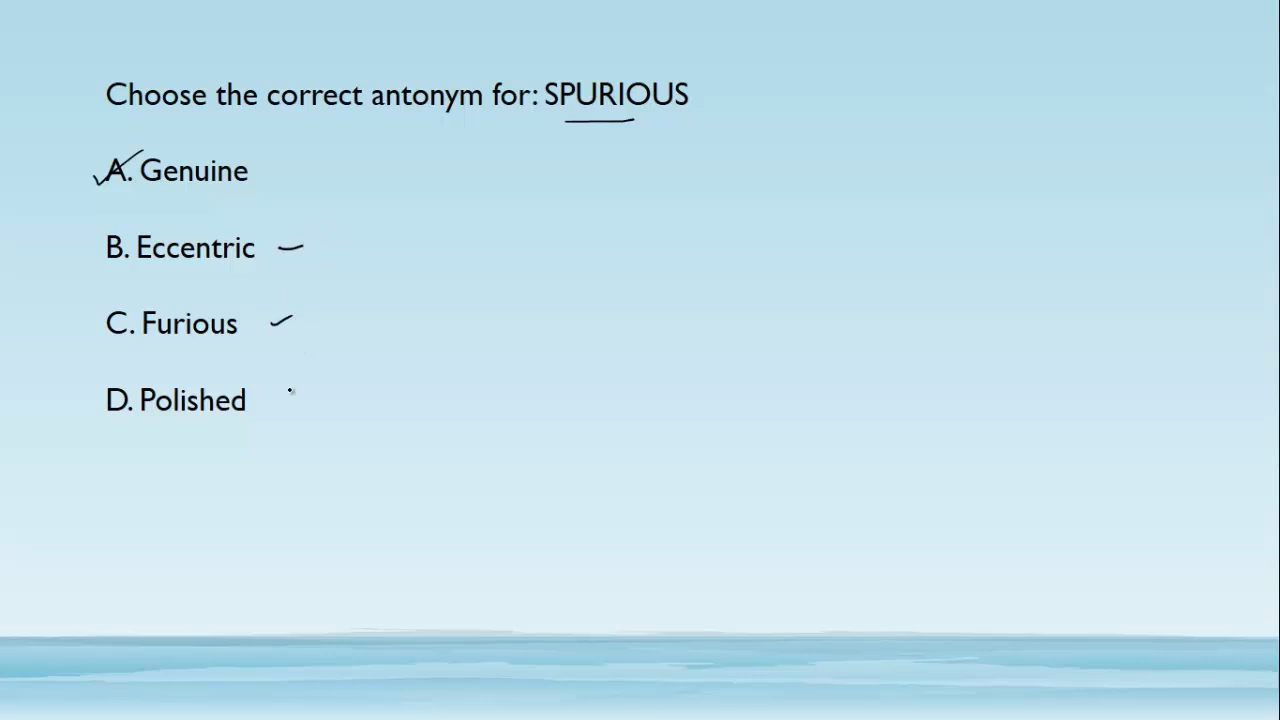 Choose the correct antonym for: SPURIOUS
A. Genuine
B. Eccentric
C. Furious
D. Polished